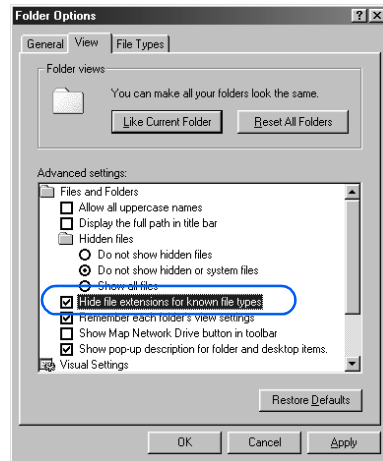 Folder Options
General View File Types
Folder views
You can make all your folders look the same.
Like Current Folder Reset All Folders
Advanced settings:
Files and Folders
Allow all uppercase names
Display the full path in title bar
Hidden files
Do not show hidden files
Do not show hidden or system files
Show all files
Hide file extensions for known file types
Remember each folder's view settings
Show Map Network Drive button in toolbar
Show pop-up description for folder and desktop items.
Visual Settings
Restore Defaults
OK Cancel Apply